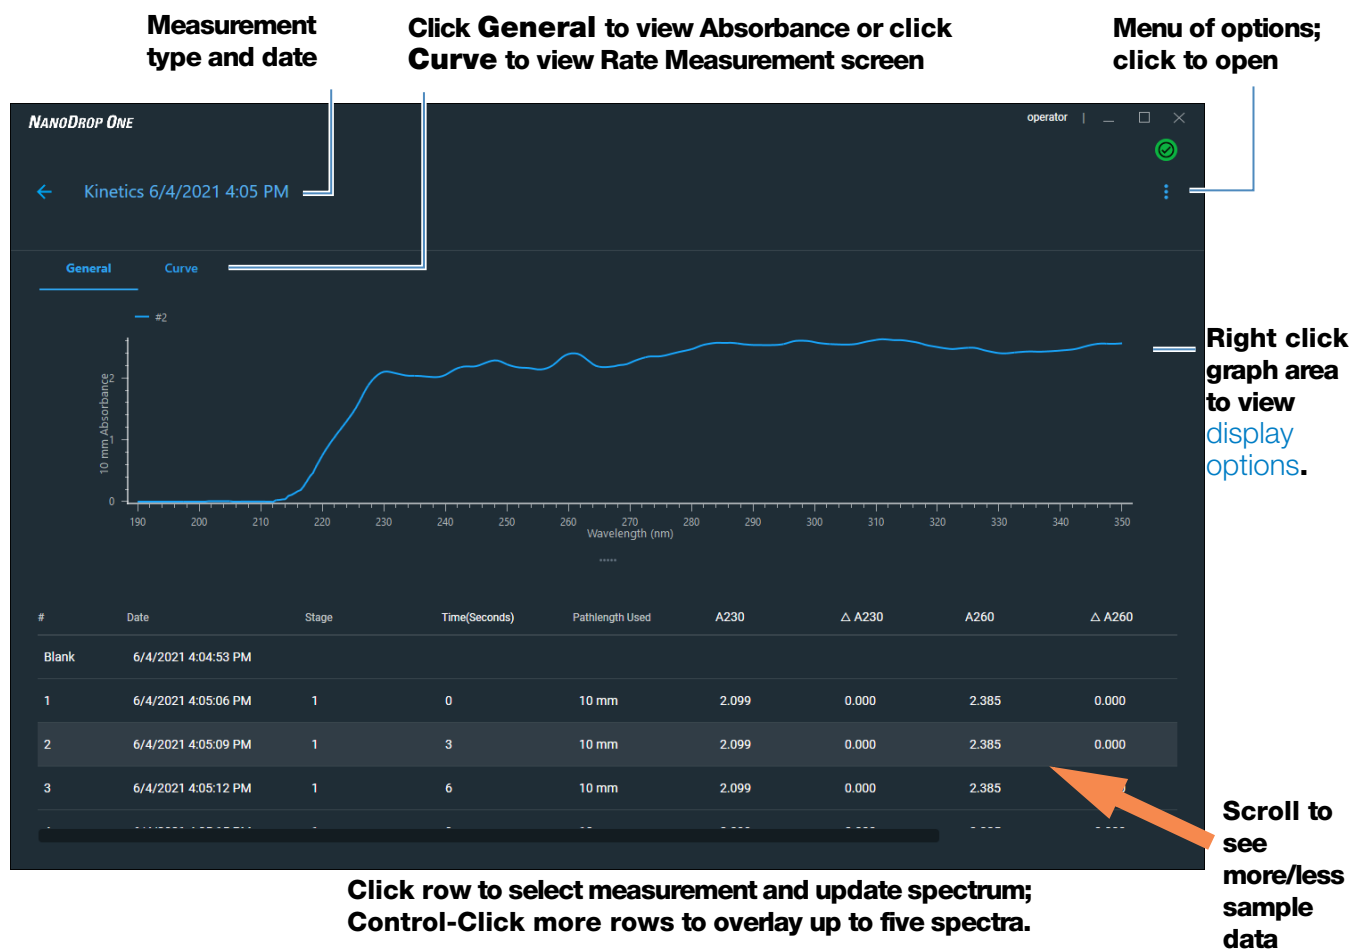 Measurement
type and date
Click General to view Absorbance or click
Curve to view Rate Measurement screen
Menu of options;
click to open
NANODROP ONE
operator |
Kinetics 6/4/2021 4:05 PM
General Curve
#2
10 mm Absorbance
2
1
0
190 200 210 220 230 240 250 260 270 280 290 300 310 320 330 340 350
Wavelength (nm)
Right click
graph area
to view
display
options.
# Date Stage Time(Seconds) Pathlength Used A230 △ A230 A260 △ A260
Blank 6/4/2021 4:04:53 PM
1 6/4/2021 4:05:06 PM 1 0 10 mm 2.099 0.000 2.385 0.000
2 6/4/2021 4:05:09 PM 1 3 10 mm 2.099 0.000 2.385 0.000
3 6/4/2021 4:05:12 PM 1 6 10 mm 2.099 0.000 2.385
Scroll to
see
more/less
sample
data
Click row to select measurement and update spectrum;
Control-Click more rows to overlay up to five spectra.